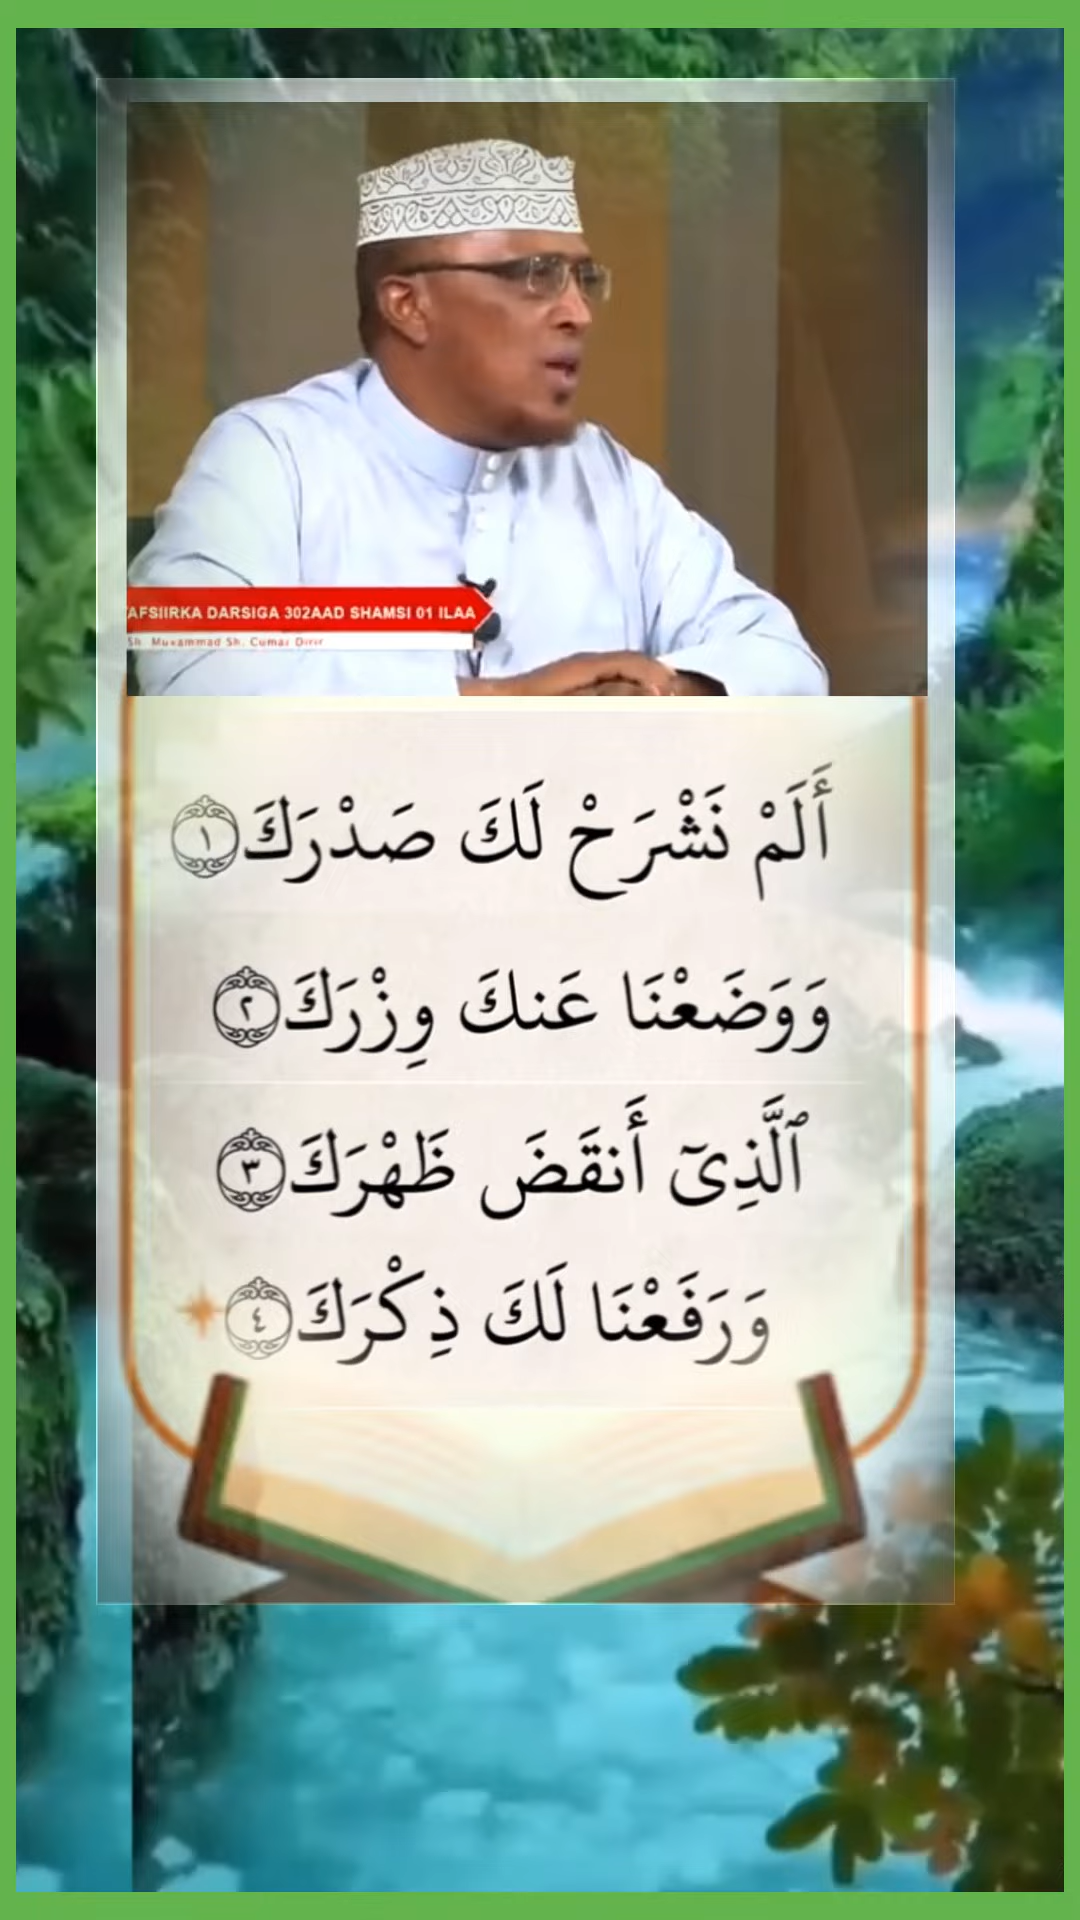 AFSIIRKA DARSIGA 302AAD SHAMSI 01 ILAA
Sh. Muxammad Sh. Cumar Dirir
أَلَمْ نَشْرَحْ لَكَ صَدْرَكَ ١
وَوَضَعْنَا عَنكَ وِزْرَكَ ٢
ٱلَّذِىٓ أَنقَضَ ظَهْرَكَ ٣
وَرَفَعْنَا لَكَ ذِكْرَكَ ٤